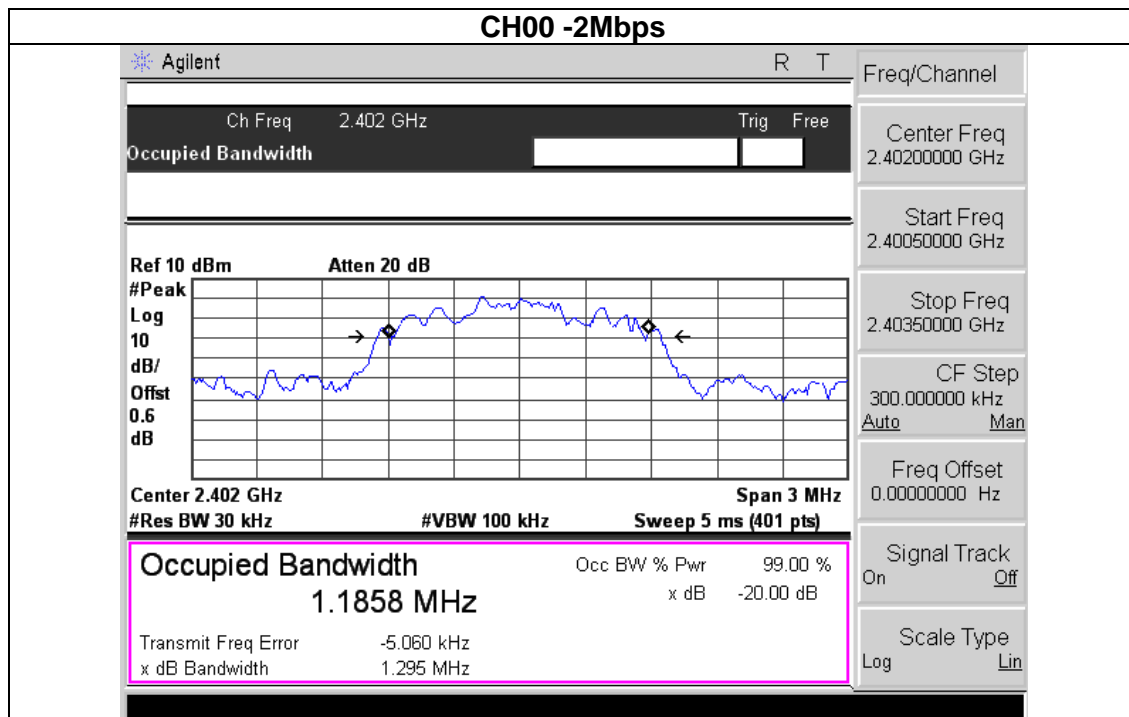 CH00 -2Mbps
Agilent R T
Ch Freq 2.402 GHz Trig Free
Occupied Bandwidth
Ref 10 dBm Atten 20 dB
#Peak
Log
10
dB/
Offst
0.6
dB
Center 2.402 GHz Span 3 MHz
#Res BW 30 kHz #VBW 100 kHz Sweep 5 ms (401 pts)
Occupied Bandwidth Occ BW % Pwr 99.00 %
1.1858 MHz x dB -20.00 dB
Transmit Freq Error -5.060 kHz
x dB Bandwidth 1.295 MHz
Freq/Channel
Center Freq
2.40200000 GHz
Start Freq
2.40050000 GHz
Stop Freq
2.40350000 GHz
CF Step
300.000000 kHz
Auto Man
Freq Offset
0.00000000 Hz
Signal Track
On Off
Scale Type
Log Lin